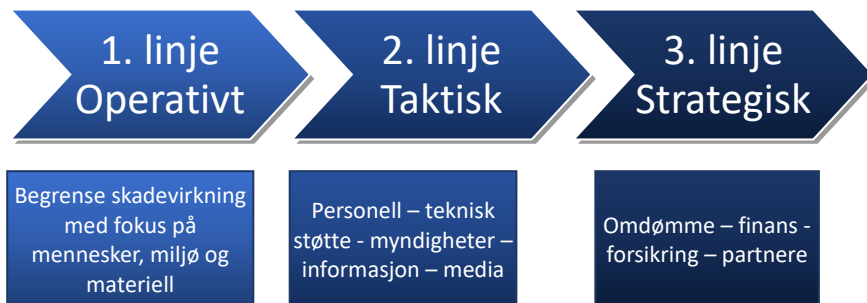 1. linje
Operativt
2. linje
Taktisk
3. linje
Strategisk
Begrense skadevirkning
med fokus på
mennesker, miljø og
materiell
Personell – teknisk
støtte - myndigheter –
informasjon – media
Omdømme – finans -
forsikring – partnere